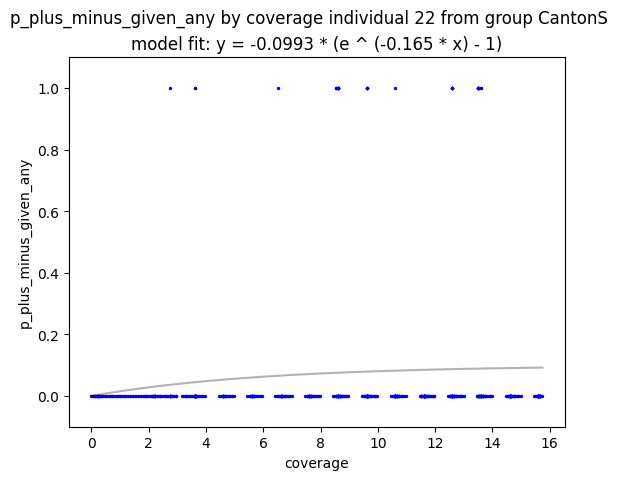 p_plus_minus_given_any by coverage individual 22 from group CantonS
model fit: y = -0.0993 * (e ^ (-0.165 * x) - 1)
1.0
0.8
0.6
0.4
0.2
0.0
p_plus_minus_given_any
0 2 4 6 8 10 12 14 16
coverage